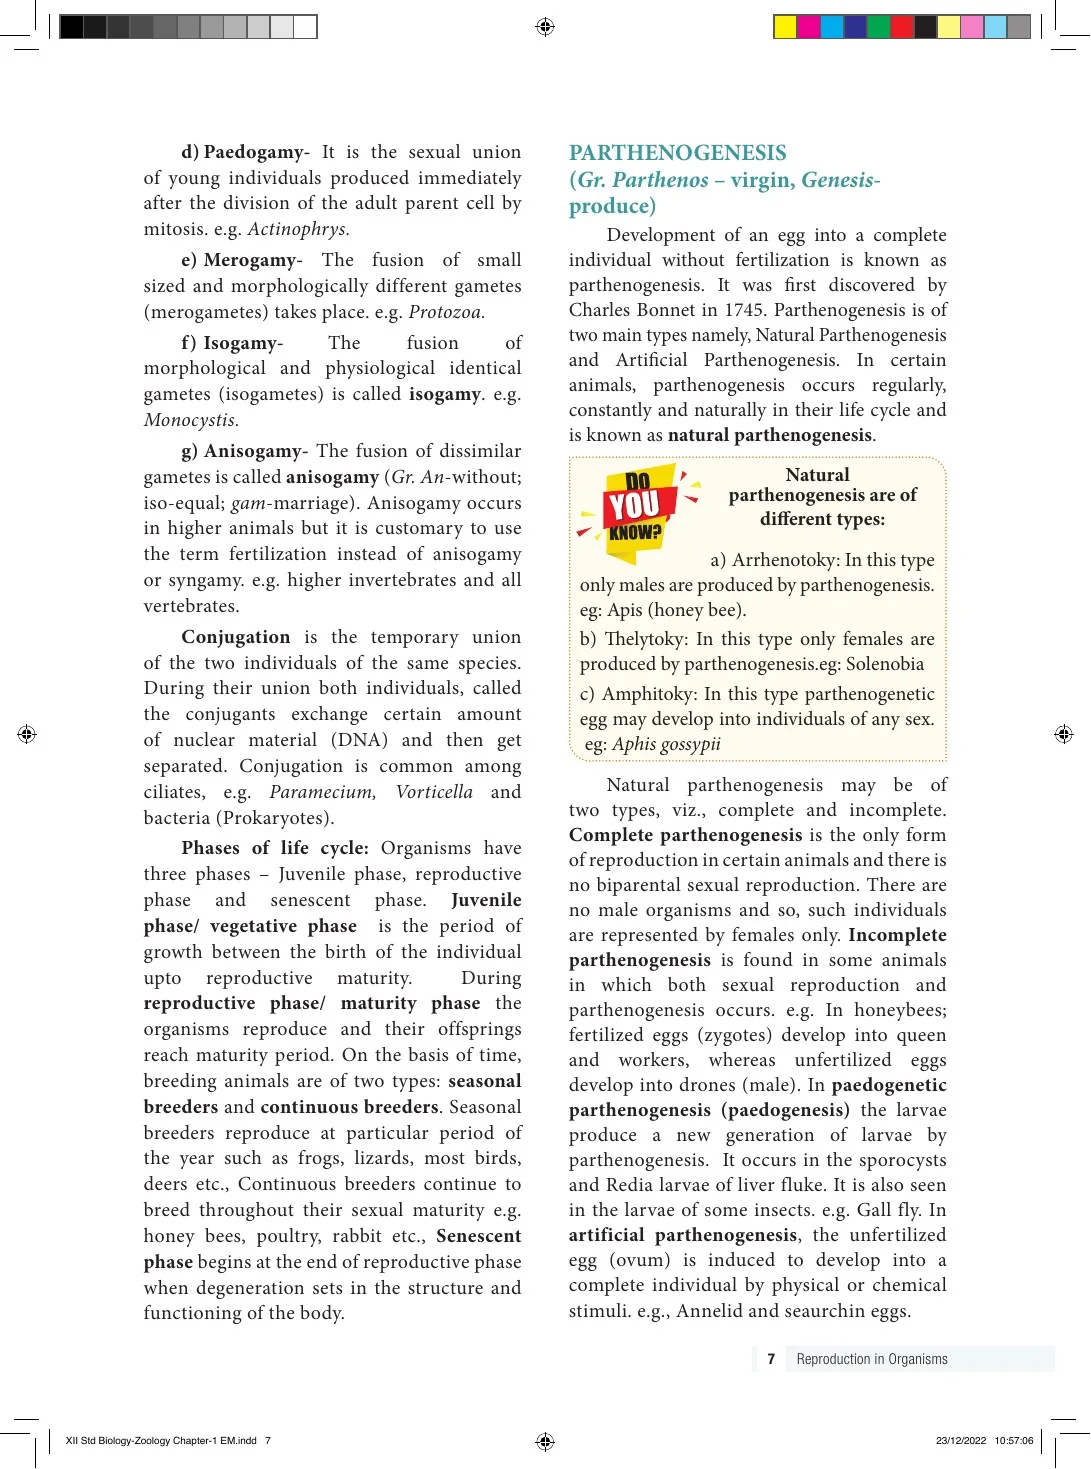 d) Paedogamy- It is the sexual union
of young individuals produced immediately
after the division of the adult parent cell by
mitosis. e.g. Actinophrys.
e) Merogamy- The fusion of small
sized and morphologically different gametes
(merogametes) takes place. e.g. Protozoa.
f) Isogamy- The fusion of
morphological and physiological identical
gametes (isogametes) is called isogamy. e.g.
Monocystis.
g) Anisogamy- The fusion of dissimilar
gametes is called anisogamy (Gr. An-without;
iso-equal; gam-marriage). Anisogamy occurs
in higher animals but it is customary to use
the term fertilization instead of anisogamy
or syngamy. e.g. higher invertebrates and all
vertebrates.
Conjugation is the temporary union
of the two individuals of the same species.
During their union both individuals, called
the conjugants exchange certain amount
of nuclear material (DNA) and then get
separated. Conjugation is common among
ciliates, e.g. Paramecium, Vorticella and
bacteria (Prokaryotes).
Phases of life cycle: Organisms have
three phases – Juvenile phase, reproductive
phase and senescent phase. Juvenile
phase/ vegetative phase is the period of
growth between the birth of the individual
upto reproductive maturity. During
reproductive phase/ maturity phase the
organisms reproduce and their offsprings
reach maturity period. On the basis of time,
breeding animals are of two types: seasonal
breeders and continuous breeders. Seasonal
breeders reproduce at particular period of
the year such as frogs, lizards, most birds,
deers etc., Continuous breeders continue to
breed throughout their sexual maturity e.g.
honey bees, poultry, rabbit etc., Senescent
phase begins at the end of reproductive phase
when degeneration sets in the structure and
functioning of the body.
PARTHENOGENESIS
(Gr. Parthenos – virgin, Genesis-
produce)
Development of an egg into a complete
individual without fertilization is known as
parthenogenesis. It was first discovered by
Charles Bonnet in 1745. Parthenogenesis is of
two main types namely, Natural Parthenogenesis
and Artificial Parthenogenesis. In certain
animals, parthenogenesis occurs regularly,
constantly and naturally in their life cycle and
is known as natural parthenogenesis.
DO
YOU
KNOW?
Natural
parthenogenesis are of
different types:
a) Arrhenotoky: In this type
only males are produced by parthenogenesis.
eg: Apis (honey bee).
b) Thelytoky: In this type only females are
produced by parthenogenesis.eg: Solenobia
c) Amphitoky: In this type parthenogenetic
egg may develop into individuals of any sex.
eg: Aphis gossypii
Natural parthenogenesis may be of
two types, viz., complete and incomplete.
Complete parthenogenesis is the only form
of reproduction in certain animals and there is
no biparental sexual reproduction. There are
no male organisms and so, such individuals
are represented by females only. Incomplete
parthenogenesis is found in some animals
in which both sexual reproduction and
parthenogenesis occurs. e.g. In honeybees;
fertilized eggs (zygotes) develop into queen
and workers, whereas unfertilized eggs
develop into drones (male). In paedogenetic
parthenogenesis (paedogenesis) the larvae
produce a new generation of larvae by
parthenogenesis. It occurs in the sporocysts
and Redia larvae of liver fluke. It is also seen
in the larvae of some insects. e.g. Gall fly. In
artificial parthenogenesis, the unfertilized
egg (ovum) is induced to develop into a
complete individual by physical or chemical
stimuli. e.g., Annelid and seaurchin eggs.
7 Reproduction in Organisms
XII Std Biology-Zoology Chapter-1 EM.indd 7
23/12/2022 10:57:06